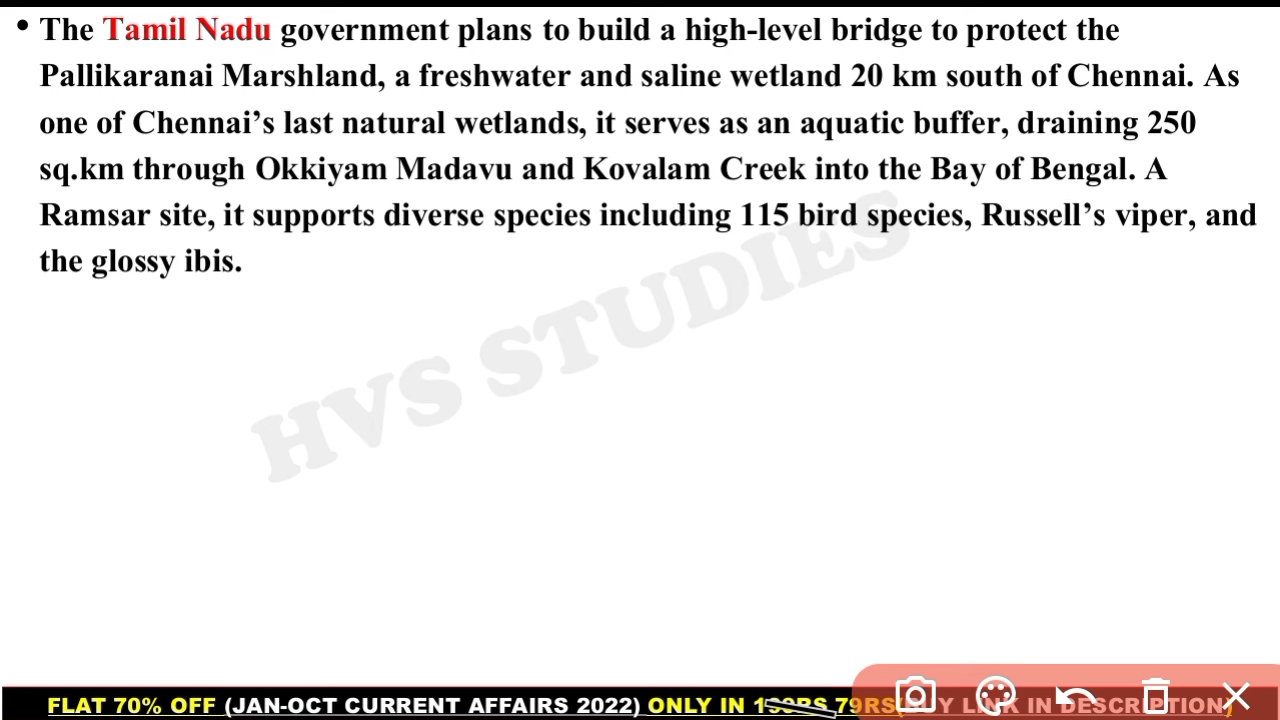 • The Tamil Nadu government plans to build a high-level bridge to protect the
Pallikaranai Marshland, a freshwater and saline wetland 20 km south of Chennai. As
one of Chennai’s last natural wetlands, it serves as an aquatic buffer, draining 250
sq.km through Okkiyam Madavu and Kovalam Creek into the Bay of Bengal. A
Ramsar site, it supports diverse species including 115 bird species, Russell’s viper, and
the glossy ibis.
HVS STUDIES
FLAT 70% OFF (JAN-OCT CURRENT AFFAIRS 2022) ONLY IN 79RS( LINK IN DESCRIPTION)